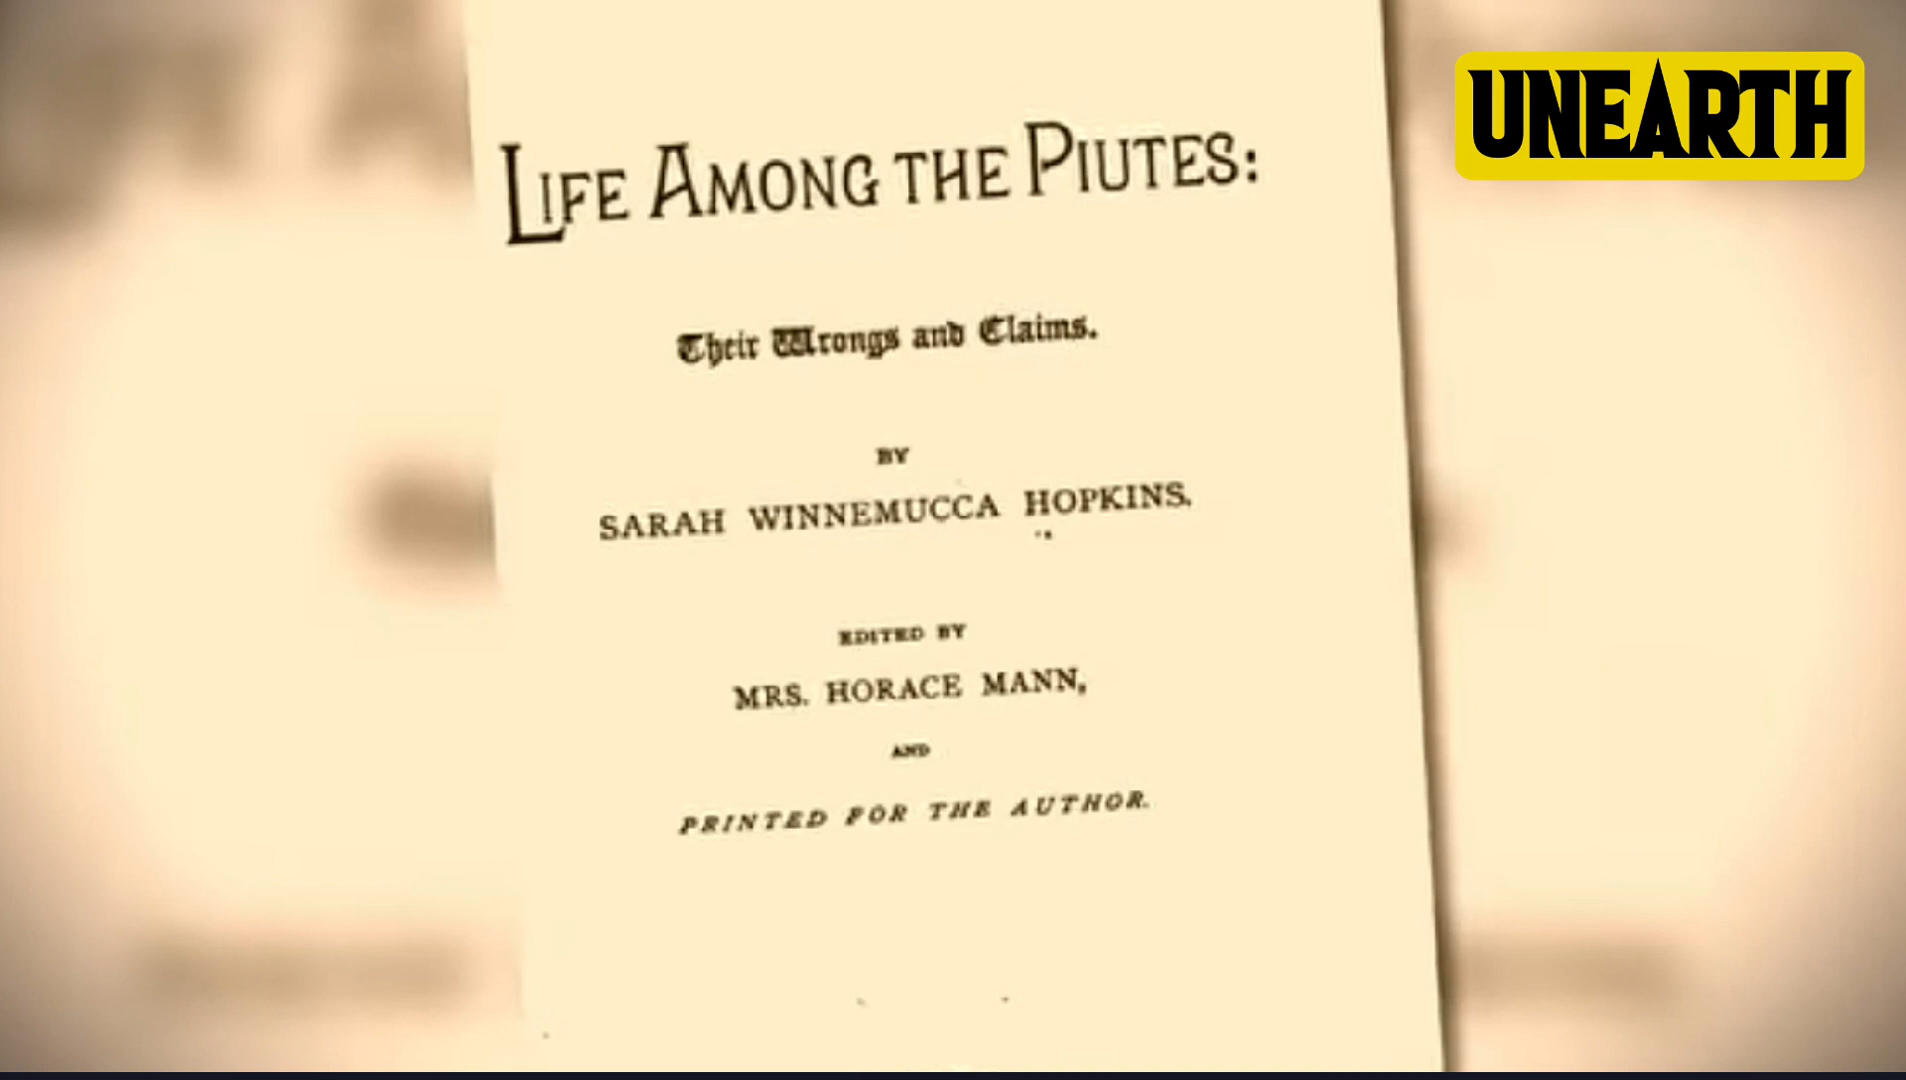 UNEARTH
LIFE AMONG THE PIUTES:
Their Wrongs and Claims.
BY
SARAH WINNEMUCCA HOPKINS.
EDITED BY
MRS. HORACE MANN,
AND
PRINTED FOR THE AUTHOR.